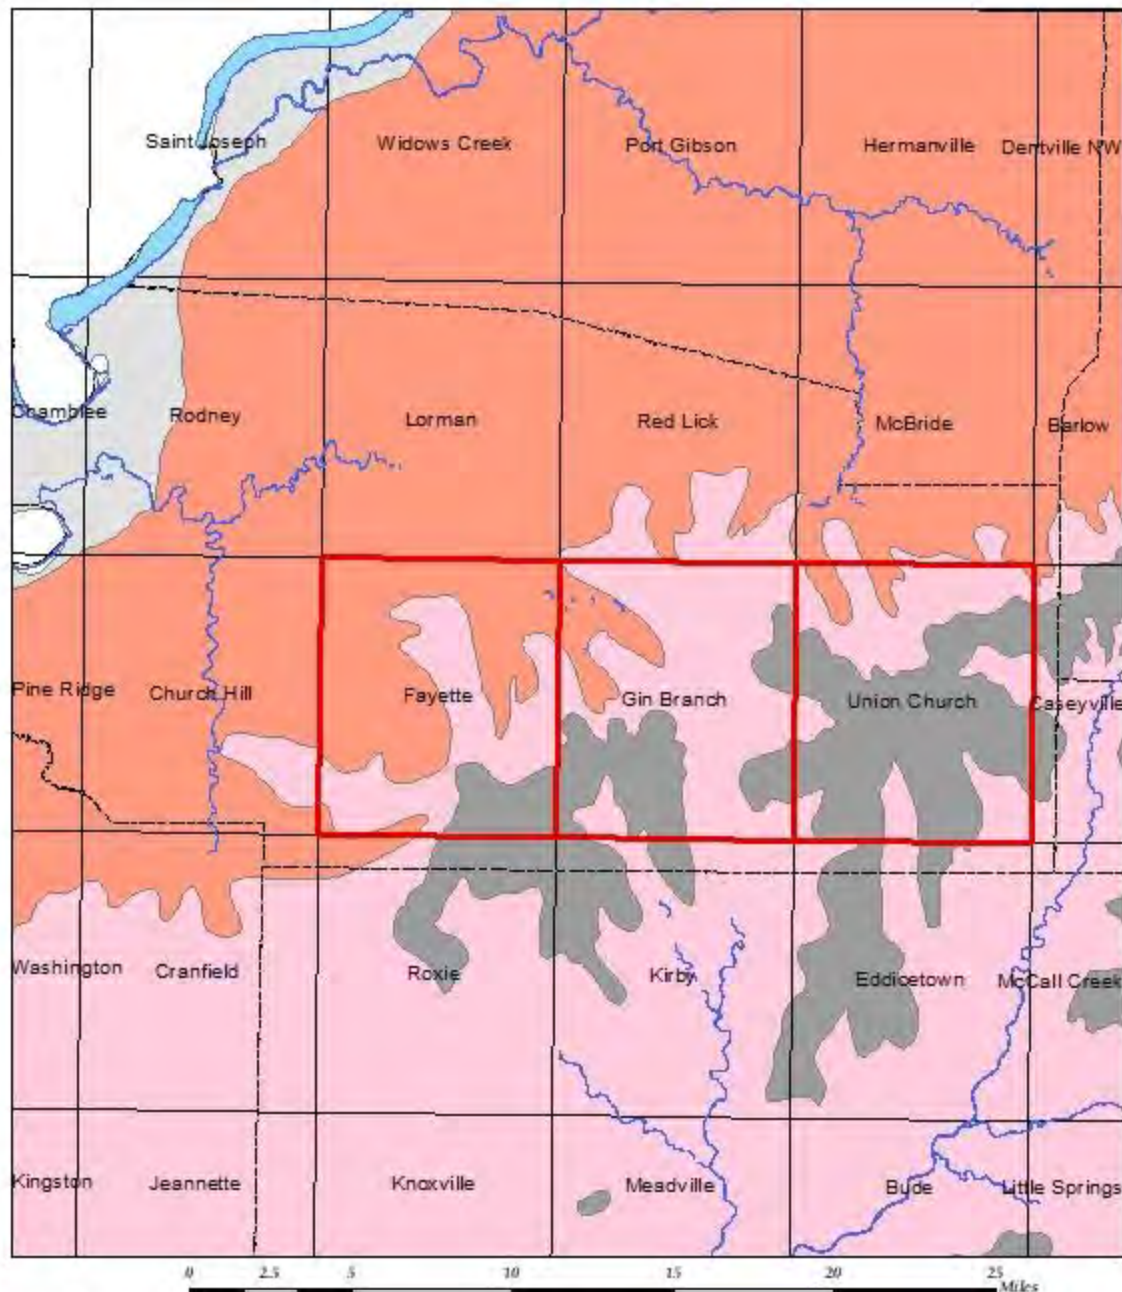 Saint Joseph Widows Creek Port Gibson Hermanville Dentville NW
Chamblee Rodney Lorman Red Lick McBride Barlow
Pine Ridge Church Hill Fayette Gin Branch Union Church Caseyville
Washington Cranfield Roxie Kirby Eddicetown McCall Creek
Kingston Jeannette Knoxville Meadville Bude Little Springs
0 2.5 5 10 15 20 25
Miles